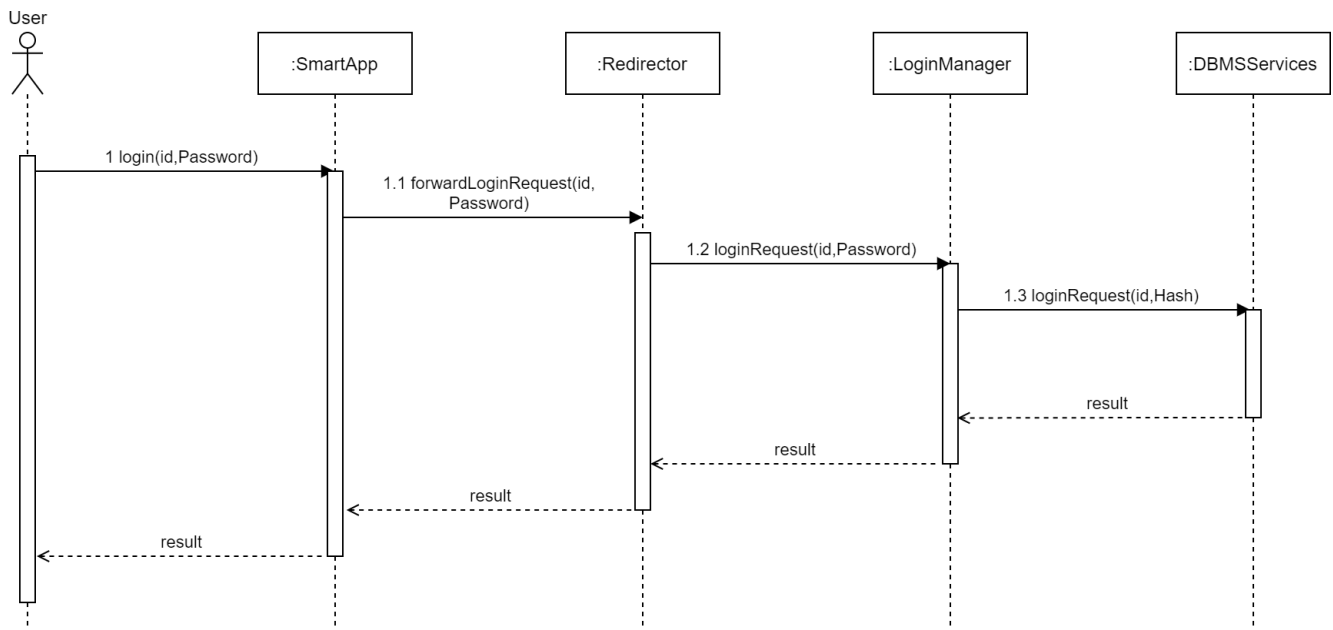 User
:SmartApp
:Redirector
:LoginManager
:DBMSServices
1 login(id,Password)
1.1 forwardLoginRequest(id,
Password)
1.2 loginRequest(id,Password)
1.3 loginRequest(id,Hash)
result
result
result
result